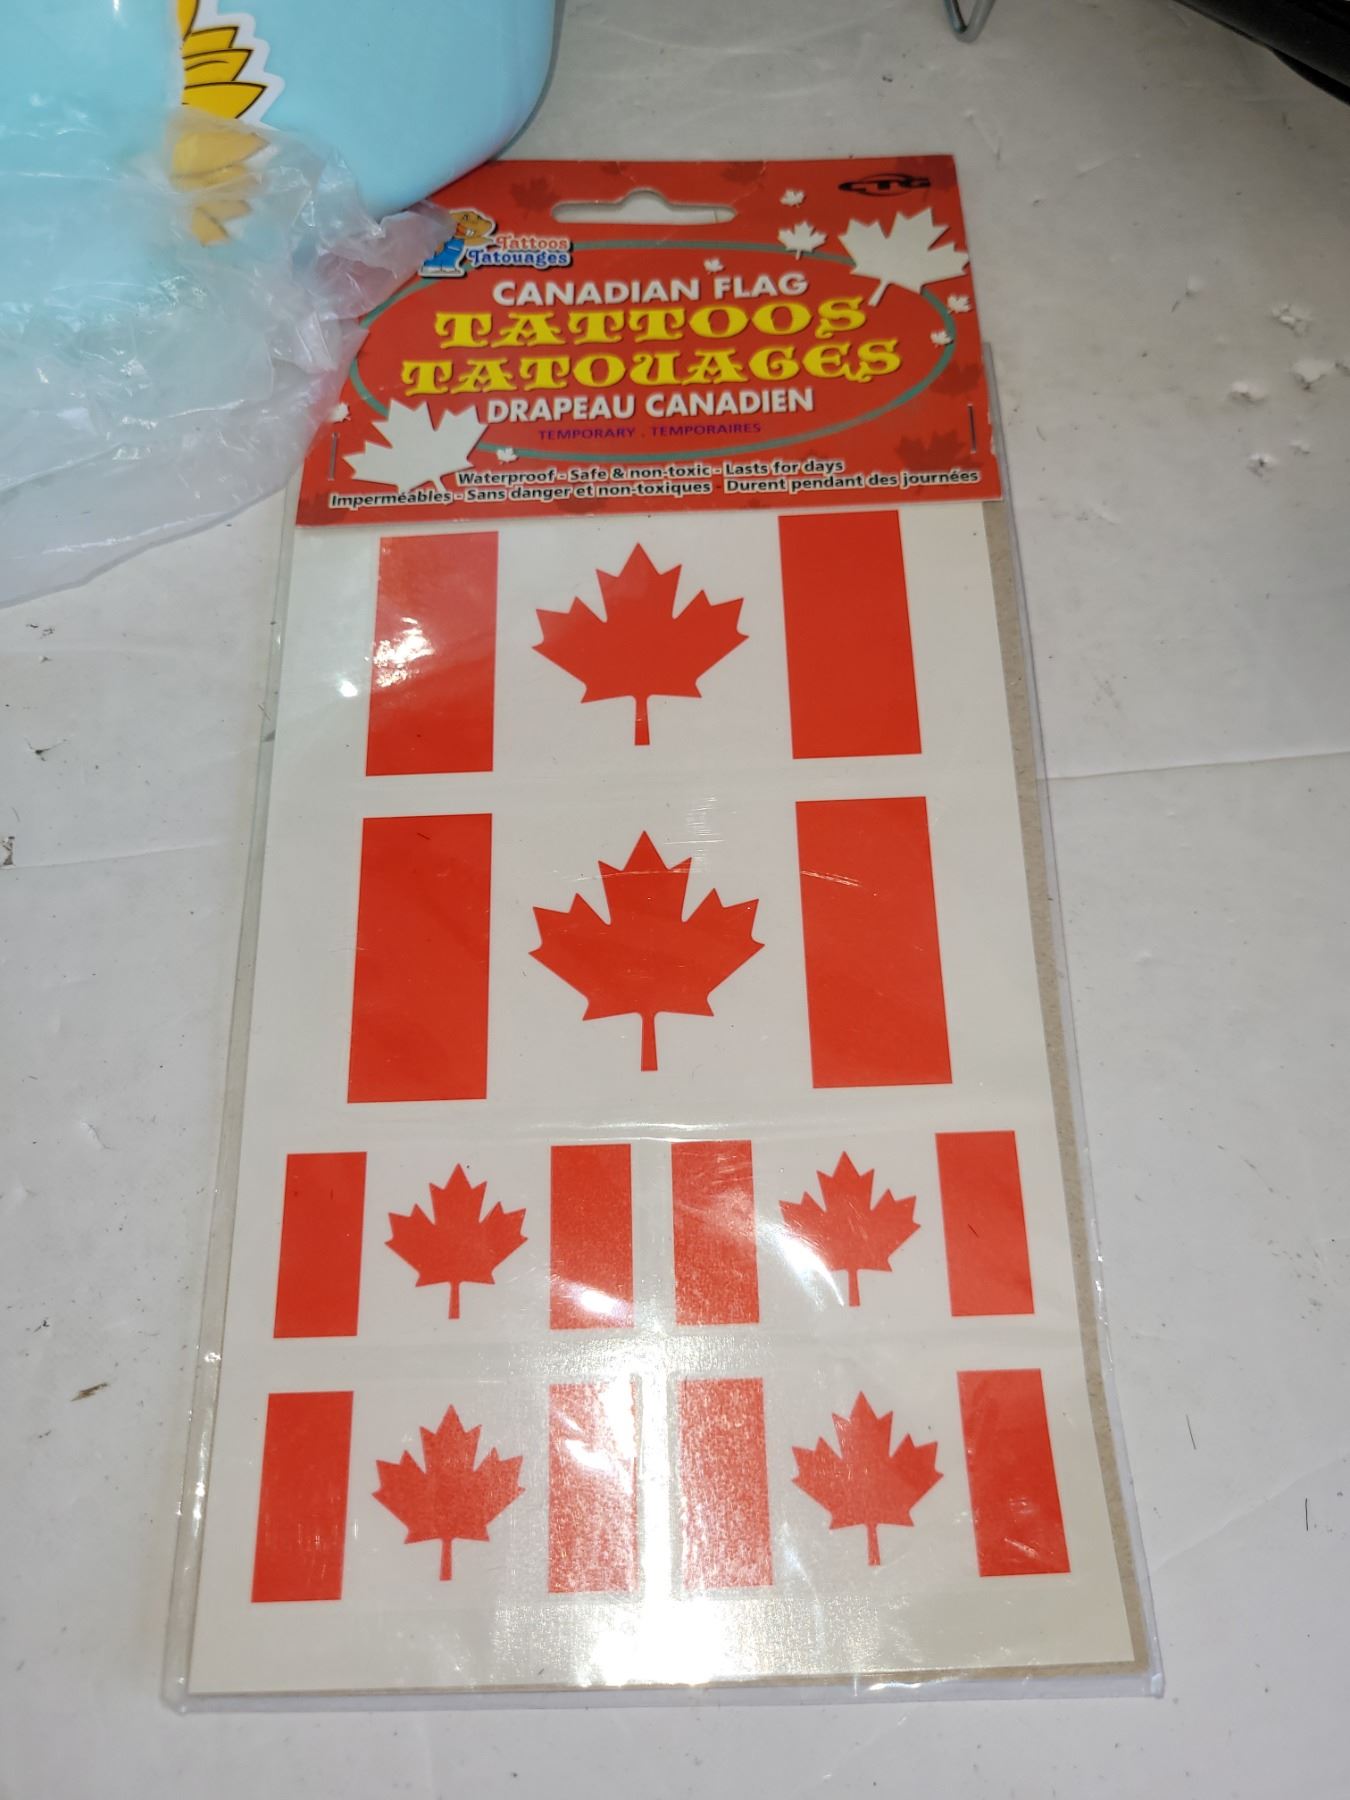 CTG
Tattoos
Tatouages
CANADIAN FLAG
TATTOOS
TATOUAGES
DRAPEAU CANADIEN
TEMPORARY . TEMPORAIRES
Waterproof - Safe & non-toxic - Lasts for days
Imperméables - Sans danger et non-toxiques - Durent pendant des journées